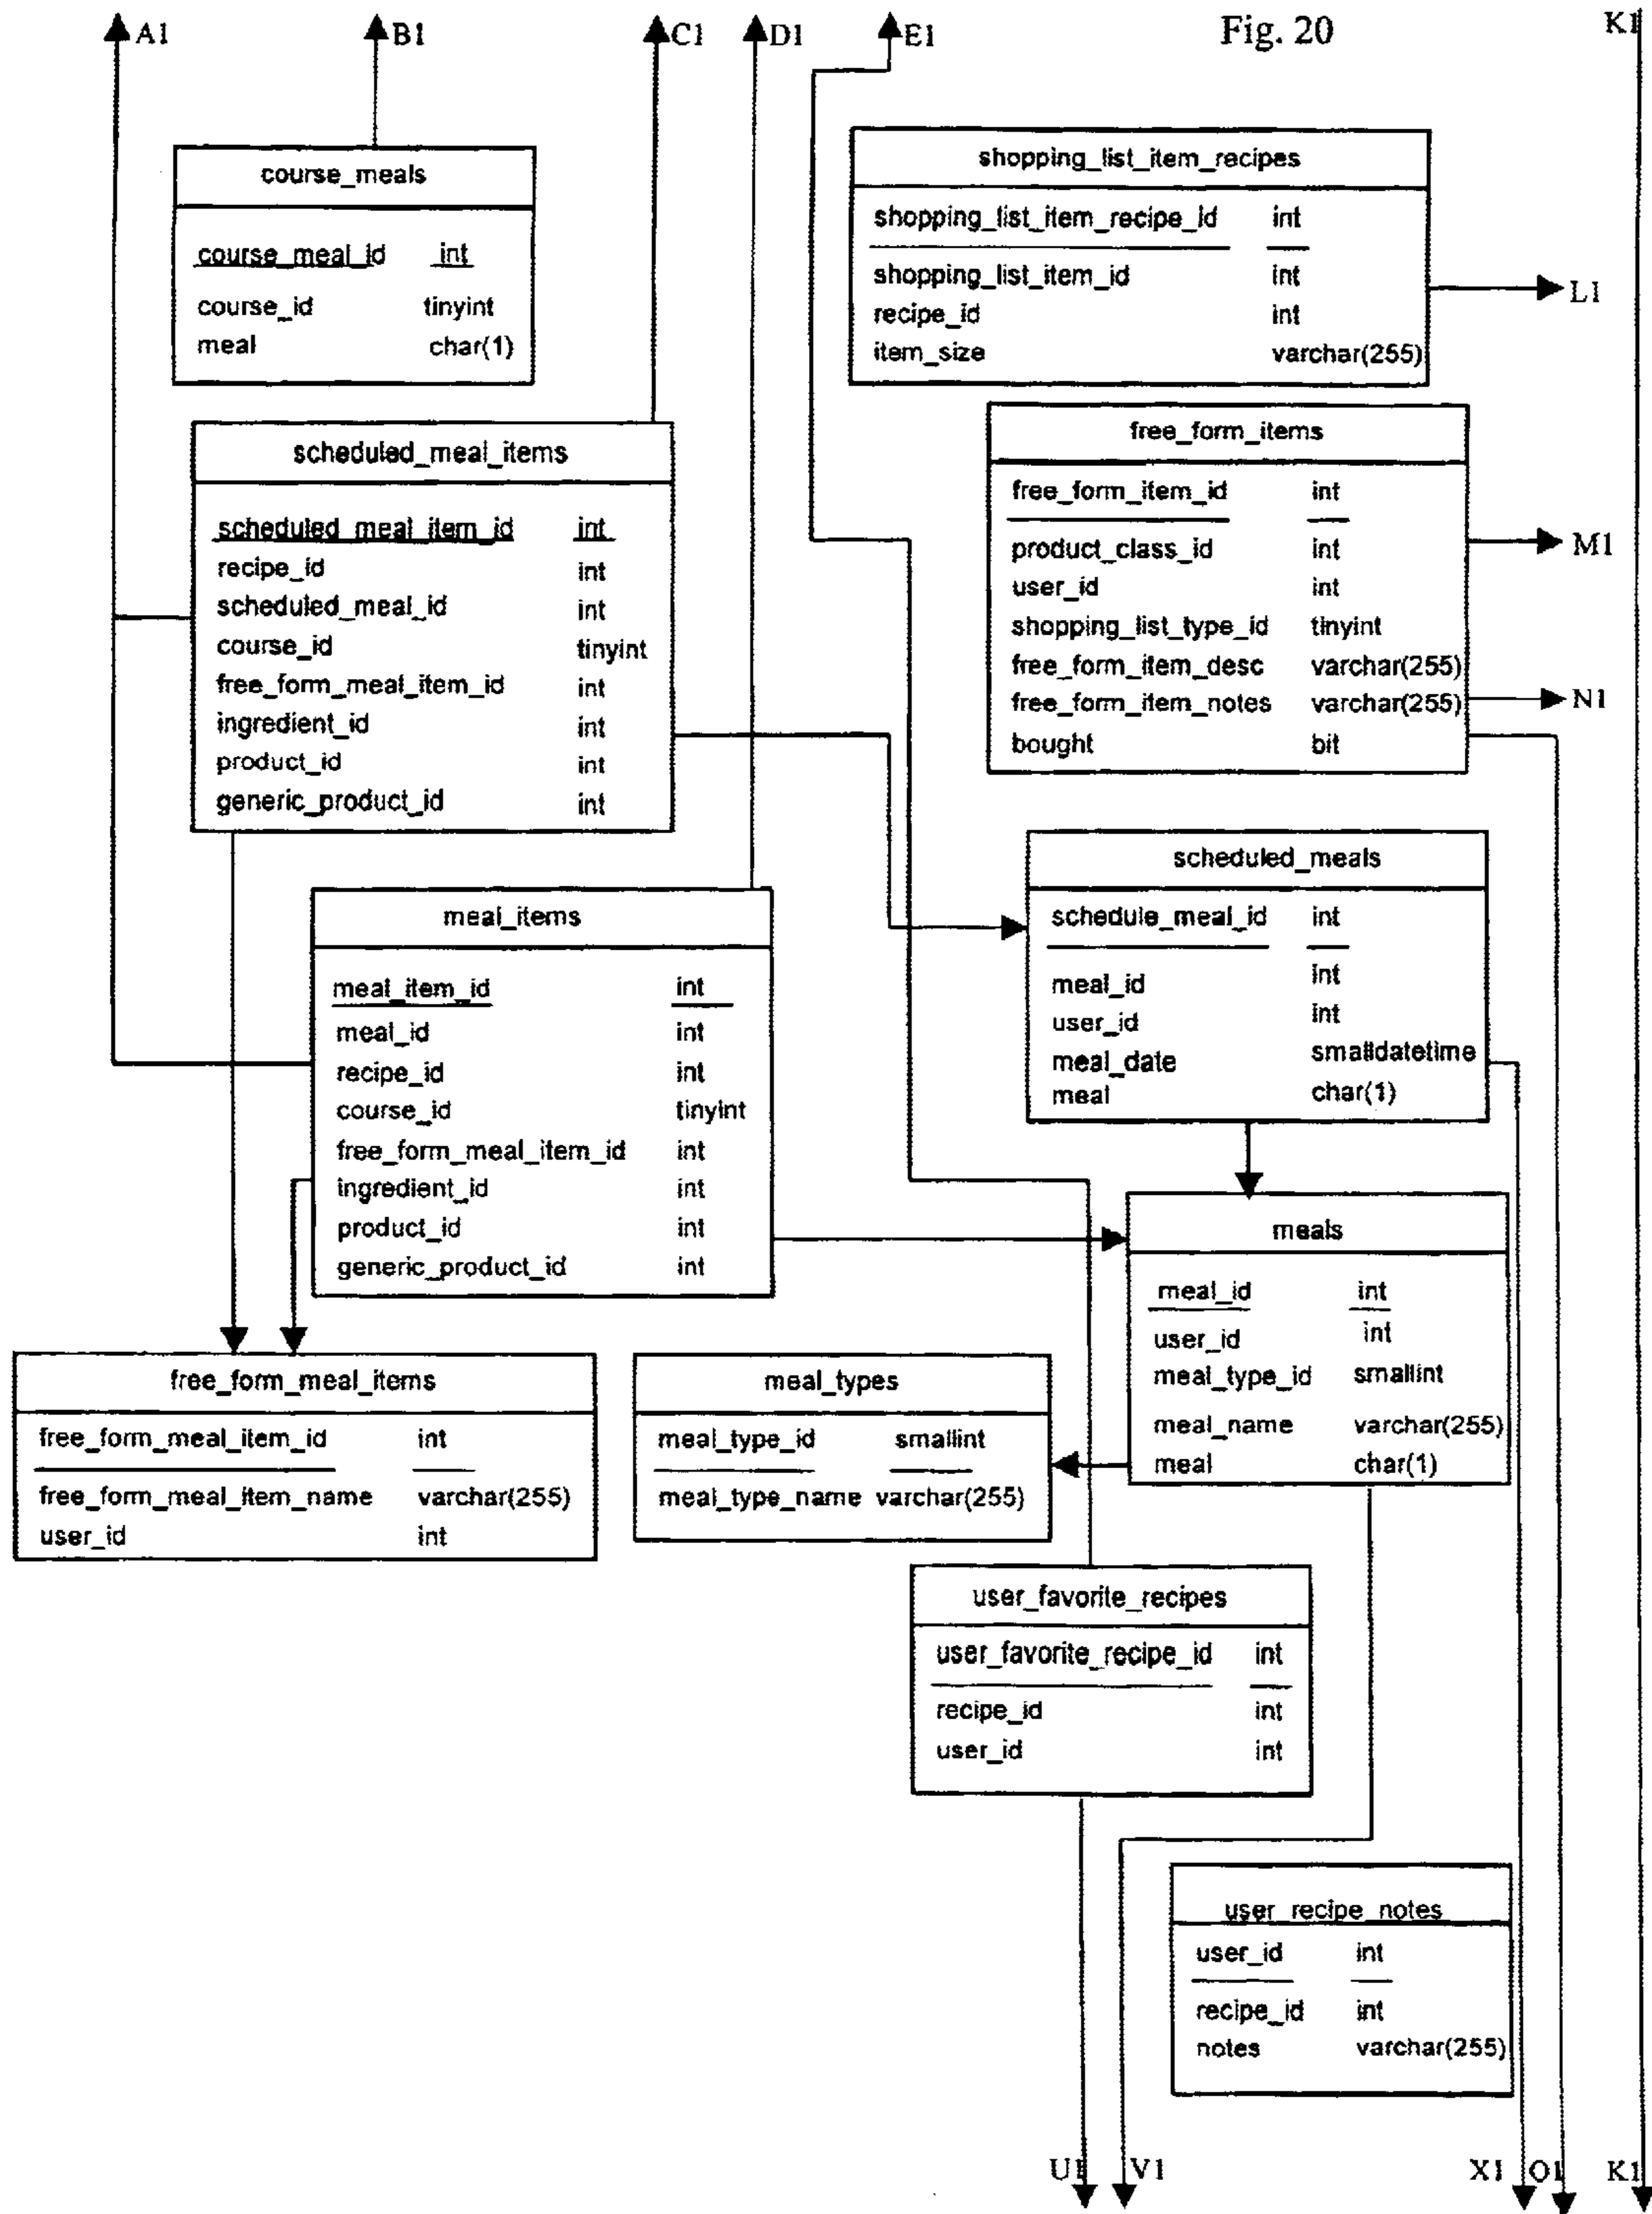 A1
B1
C1
D1
E1
Fig. 20
K1
course_meals
course_meal_id int
course_id tinyint
meal char(1)
shopping_list_item_recipes
shopping_list_item_recipe_id int
shopping_list_item_id int
recipe_id int
item_size varchar(255)
L1
scheduled_meal_items
scheduled_meal_item_id int
recipe_id int
scheduled_meal_id int
course_id tinyint
free_form_meal_item_id int
ingredient_id int
product_id int
generic_product_id int
free_form_items
free_form_item_id int
product_class_id int
user_id int
shopping_list_type_id tinyint
free_form_item_desc varchar(255)
free_form_item_notes varchar(255)
bought bit
M1
N1
scheduled_meals
schedule_meal_id int
meal_id int
user_id int
meal_date smalldatetime
meal char(1)
meal_items
meal_item_id int
meal_id int
recipe_id int
course_id tinyint
free_form_meal_item_id int
ingredient_id int
product_id int
generic_product_id int
meals
meal_id int
user_id int
meal_type_id smallint
meal_name varchar(255)
meal char(1)
free_form_meal_items
free_form_meal_item_id int
free_form_meal_item_name varchar(255)
user_id int
meal_types
meal_type_id smallint
meal_type_name varchar(255)
user_favorite_recipes
user_favorite_recipe_id int
recipe_id int
user_id int
user_recipe_notes
user_id int
recipe_id int
notes varchar(255)
U1
V1
X1
O1
K1